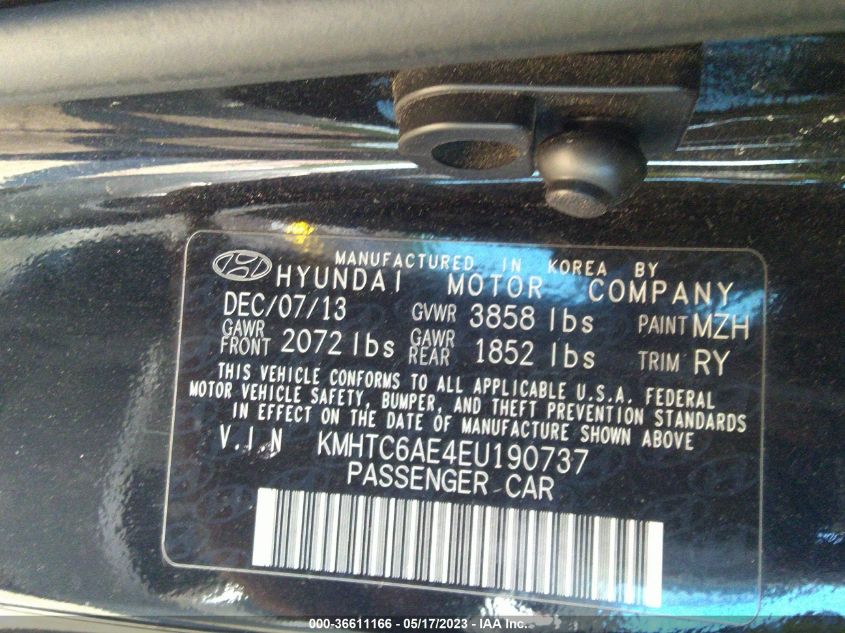 MANUFACTURED IN KOREA BY
HYUNDAI MOTOR COMPANY
DEC/07/13 GVWR 3858 lbs PAINT MZH
GAWR FRONT 2072 lbs GAWR REAR 1852 lbs TRIM RY
THIS VEHICLE CONFORMS TO ALL APPLICABLE U.S.A. FEDERAL
MOTOR VEHICLE SAFETY, BUMPER, AND THEFT PREVENTION STANDARDS
IN EFFECT ON THE DATE OF MANUFACTURE SHOWN ABOVE
V.I.N KMHTC6AE4EU190737
PASSENGER CAR
000-36611166 - 05/17/2023 - IAA Inc.